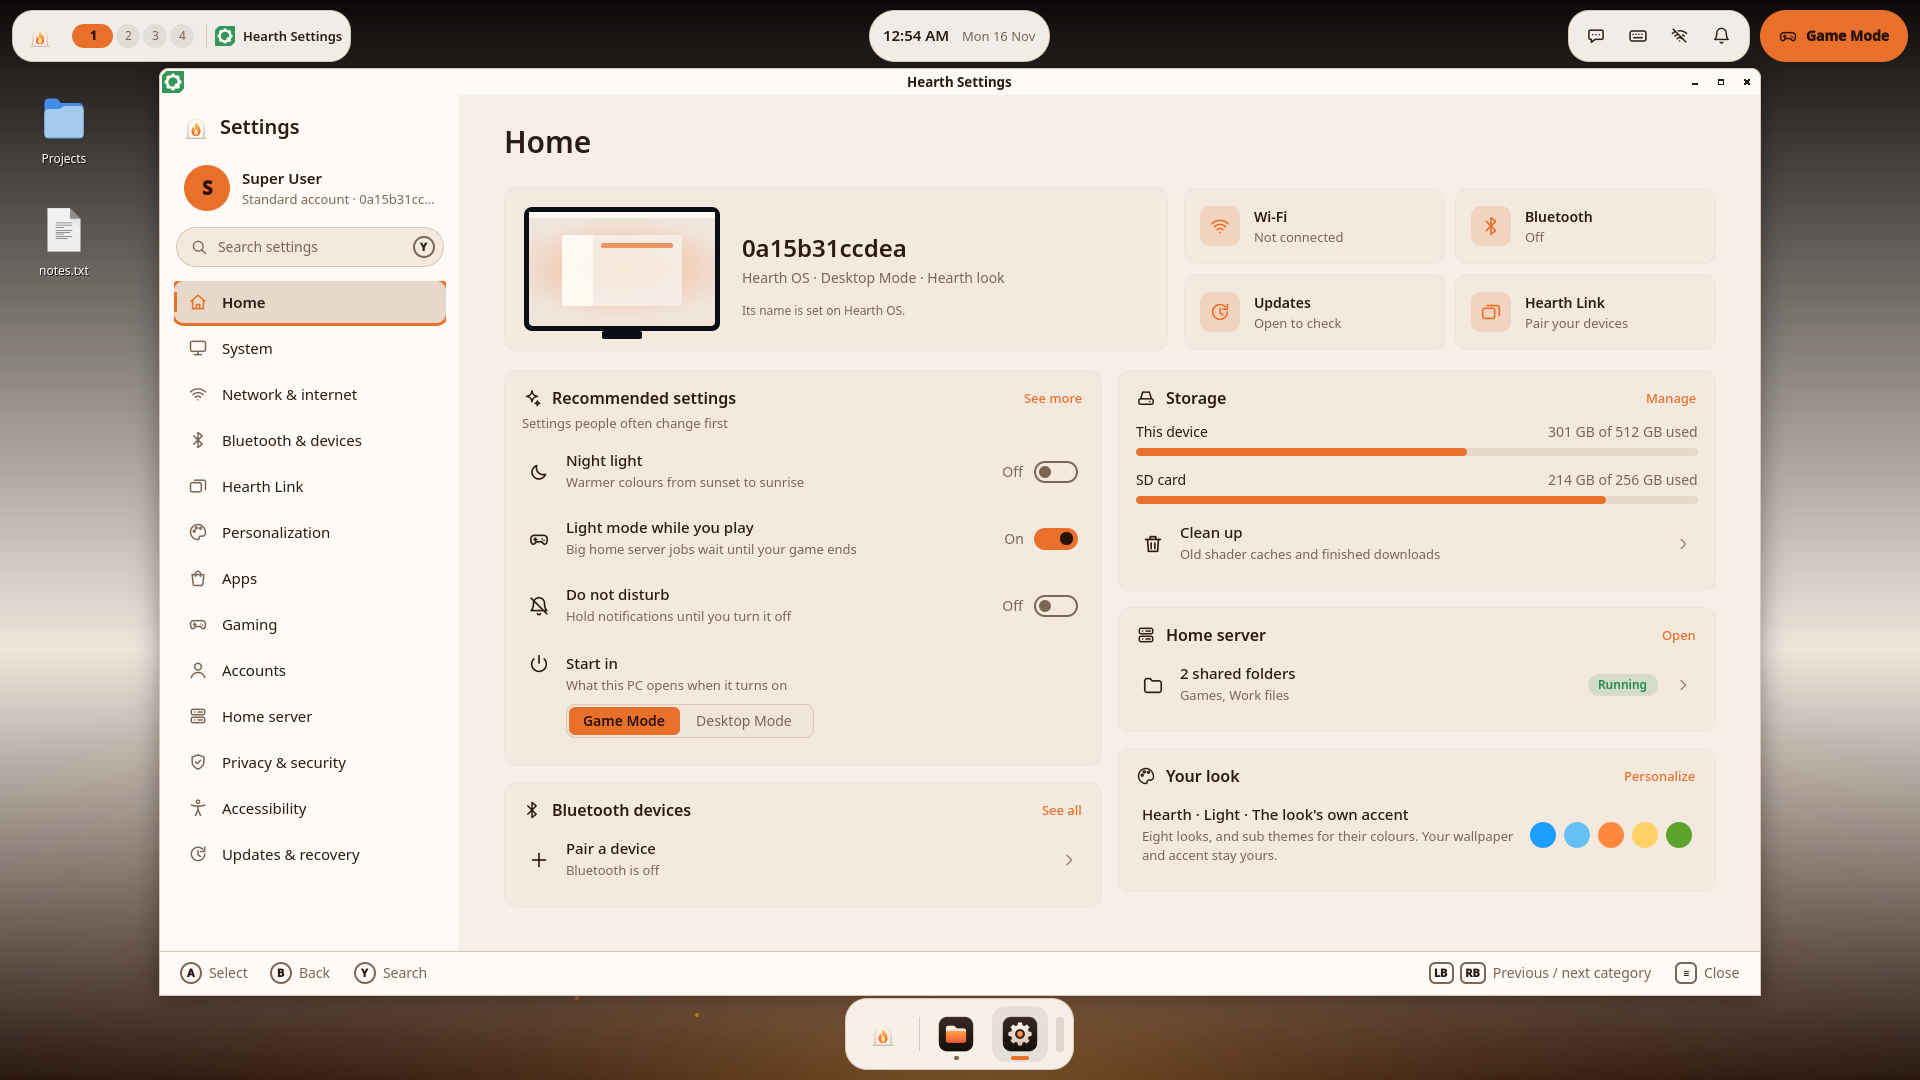 1 2 3 4 Hearth Settings
12:54 AM Mon 16 Nov
Game Mode
Projects
notes.txt
Hearth Settings
Settings
S
Super User
Standard account · 0a15b31cc...
Search settings Y
Home
System
Network & internet
Bluetooth & devices
Hearth Link
Personalization
Apps
Gaming
Accounts
Home server
Privacy & security
Accessibility
Updates & recovery
Home
0a15b31ccdea
Hearth OS · Desktop Mode · Hearth look
Its name is set on Hearth OS.
Wi-Fi
Not connected
Bluetooth
Off
Updates
Open to check
Hearth Link
Pair your devices
Recommended settings See more
Settings people often change first
Night light
Warmer colours from sunset to sunrise
Off
Light mode while you play
Big home server jobs wait until your game ends
On
Do not disturb
Hold notifications until you turn it off
Off
Start in
What this PC opens when it turns on
Game Mode Desktop Mode
Bluetooth devices See all
Pair a device
Bluetooth is off
Storage Manage
This device 301 GB of 512 GB used
SD card 214 GB of 256 GB used
Clean up
Old shader caches and finished downloads
Home server Open
2 shared folders
Games, Work files
Running
Your look Personalize
Hearth · Light · The look's own accent
Eight looks, and sub themes for their colours. Your wallpaper
and accent stay yours.
A Select B Back Y Search
LB RB Previous / next category ≡ Close